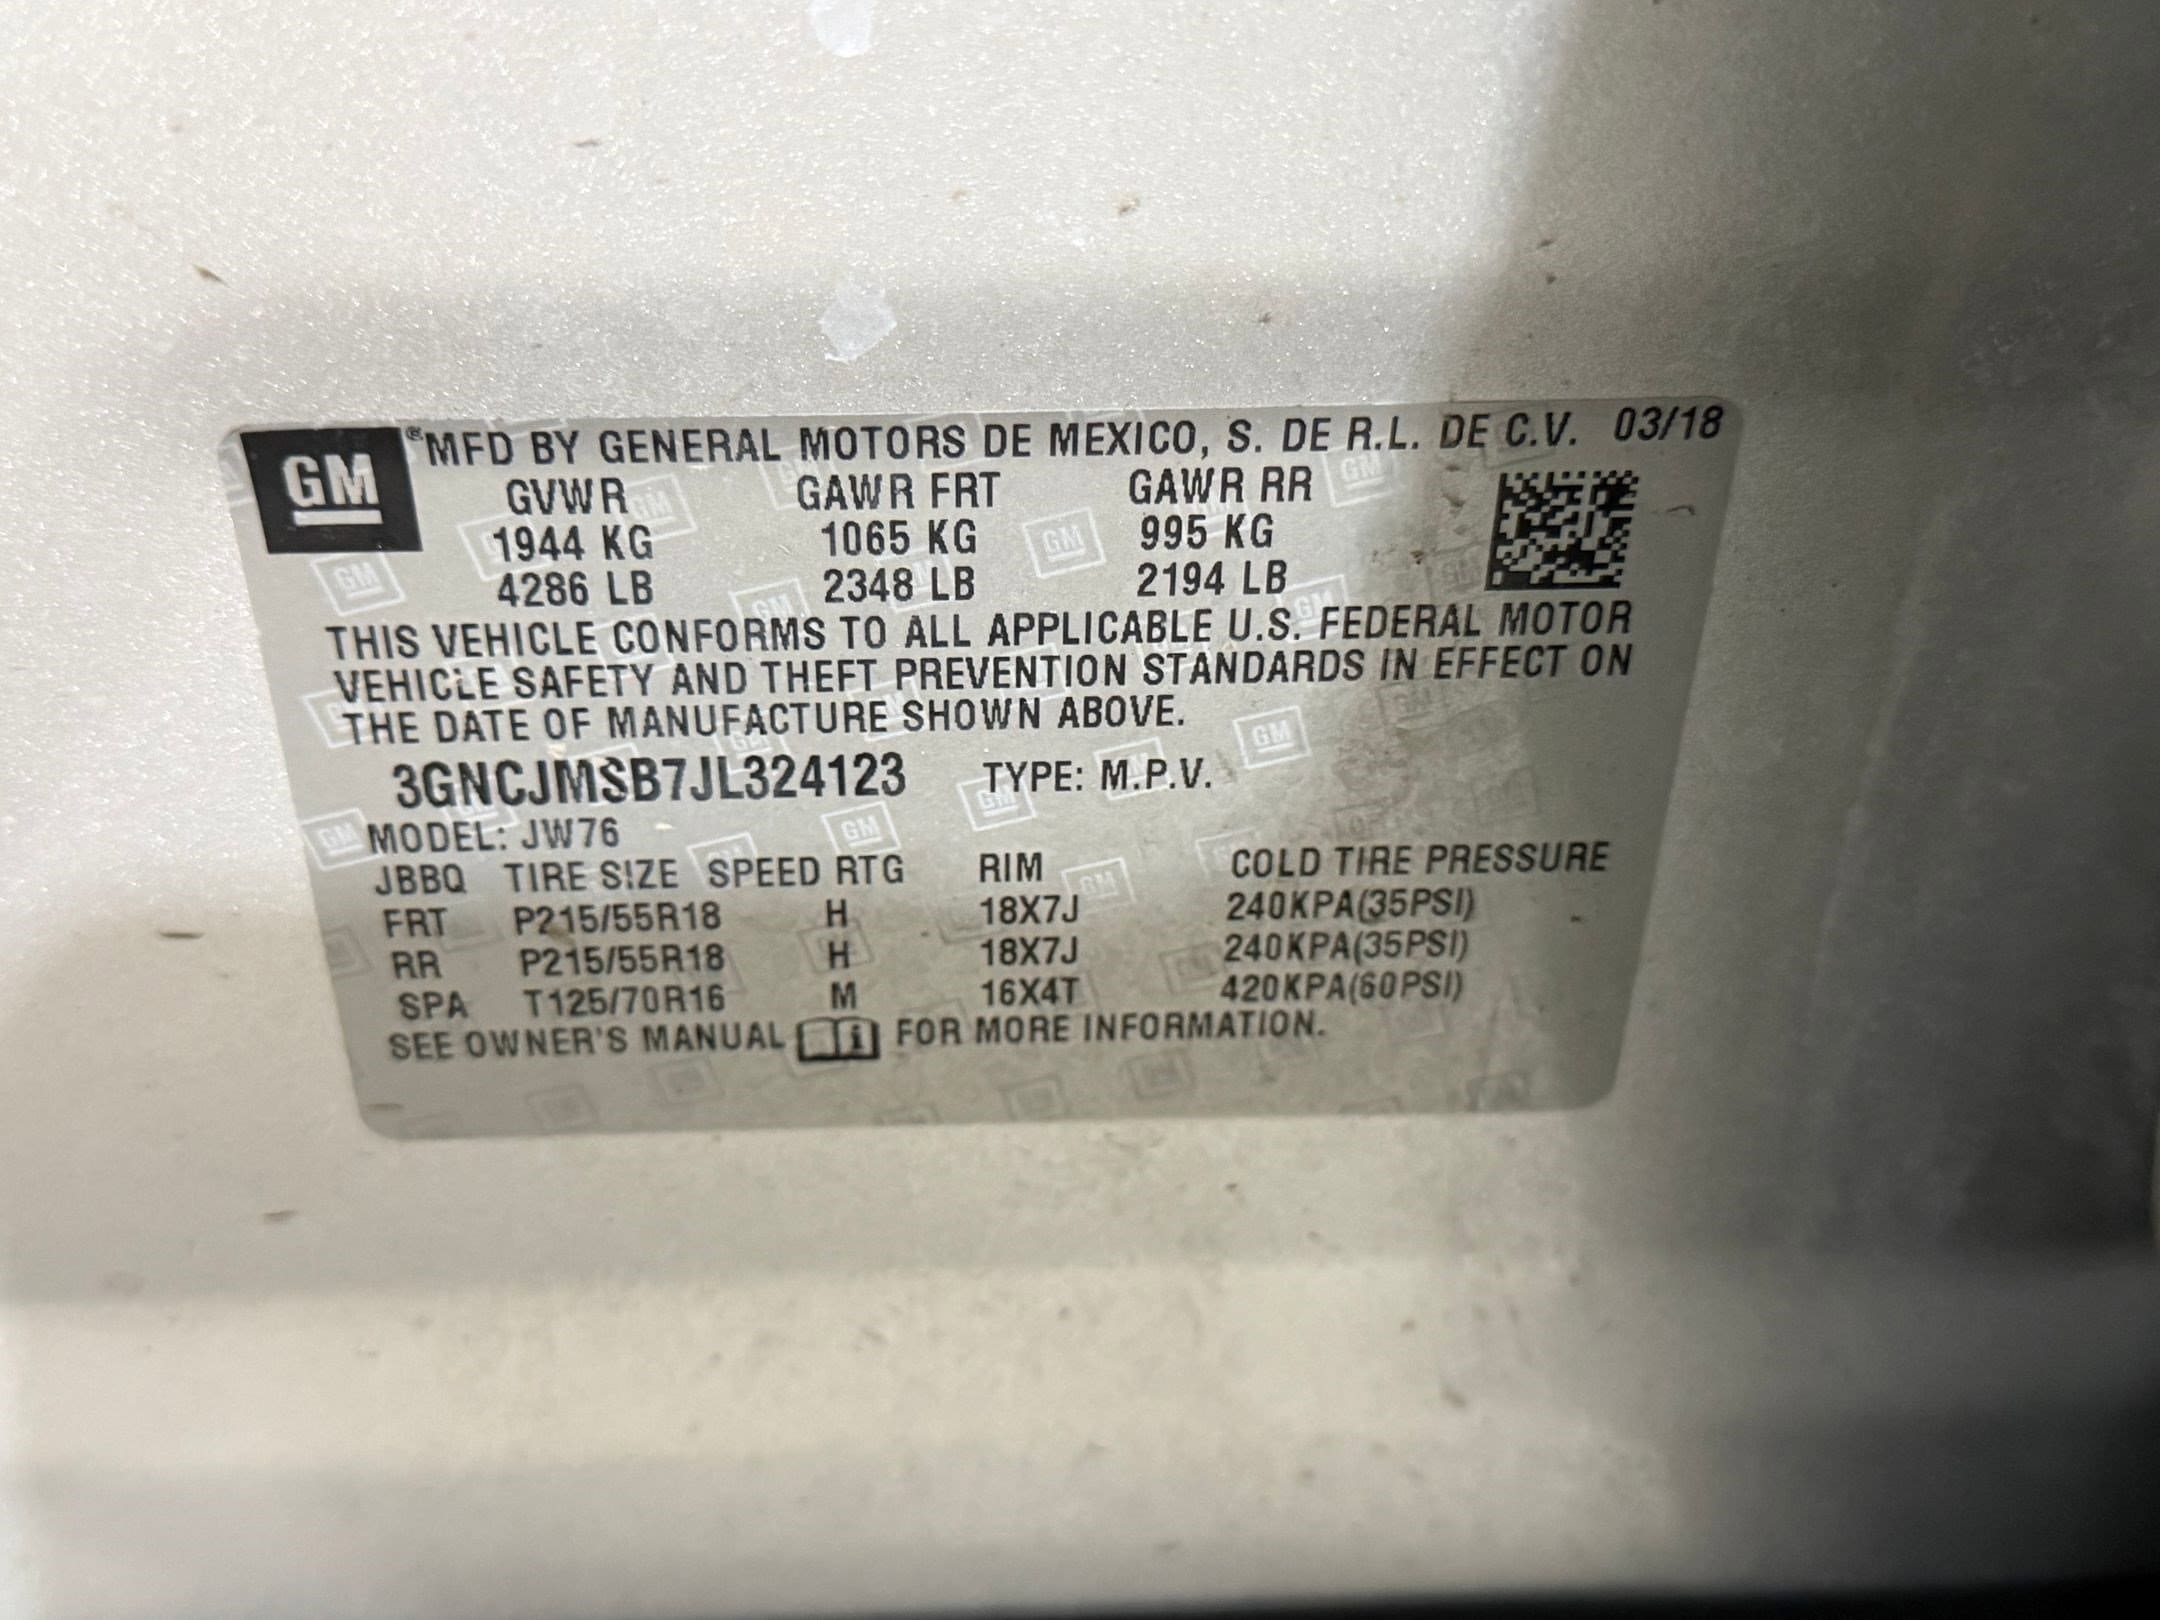 GM
®MFD BY GENERAL MOTORS DE MEXICO, S. DE R.L. DE C.V. 03/18
GVWR GAWR FRT GAWR RR
1944 KG 1065 KG 995 KG
4286 LB 2348 LB 2194 LB
THIS VEHICLE CONFORMS TO ALL APPLICABLE U.S. FEDERAL MOTOR
VEHICLE SAFETY AND THEFT PREVENTION STANDARDS IN EFFECT ON
THE DATE OF MANUFACTURE SHOWN ABOVE.
3GNCJMSB7JL324123 TYPE: M.P.V.
MODEL: JW76
JBBQ TIRE SIZE SPEED RTG RIM COLD TIRE PRESSURE
FRT P215/55R18 H 18X7J 240KPA(35PSI)
RR P215/55R18 H 18X7J 240KPA(35PSI)
SPA T125/70R16 M 16X4T 420KPA(60PSI)
SEE OWNER'S MANUAL i FOR MORE INFORMATION.